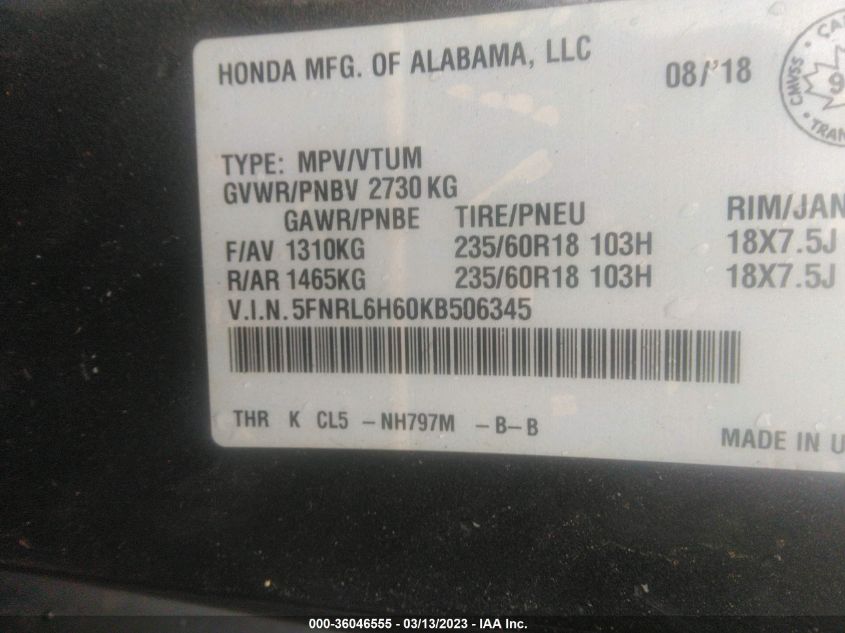 HONDA MFG. OF ALABAMA, LLC 08/'18
CMVSS
TYPE: MPV/VTUM
GVWR/PNBV 2730 KG
GAWR/PNBE TIRE/PNEU RIM/JAN
F/AV 1310KG 235/60R18 103H 18X7.5J
R/AR 1465KG 235/60R18 103H 18X7.5J
V.I.N. 5FNRL6H60KB506345
THR K CL5 -NH797M -B-B
MADE IN U
000-36046555 - 03/13/2023 - IAA Inc.